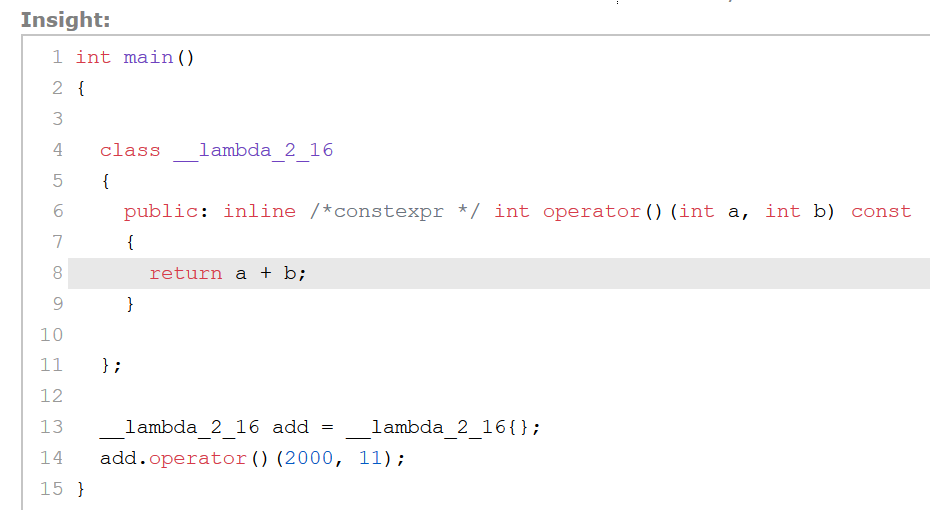 Insight:
1 int main()
2 {
3
4   class __lambda_2_16
5   {
6     public: inline /*constexpr */ int operator()(int a, int b) const
7     {
8       return a + b;
9     }
10
11   };
12
13   __lambda_2_16 add = __lambda_2_16{};
14   add.operator()(2000, 11);
15 }